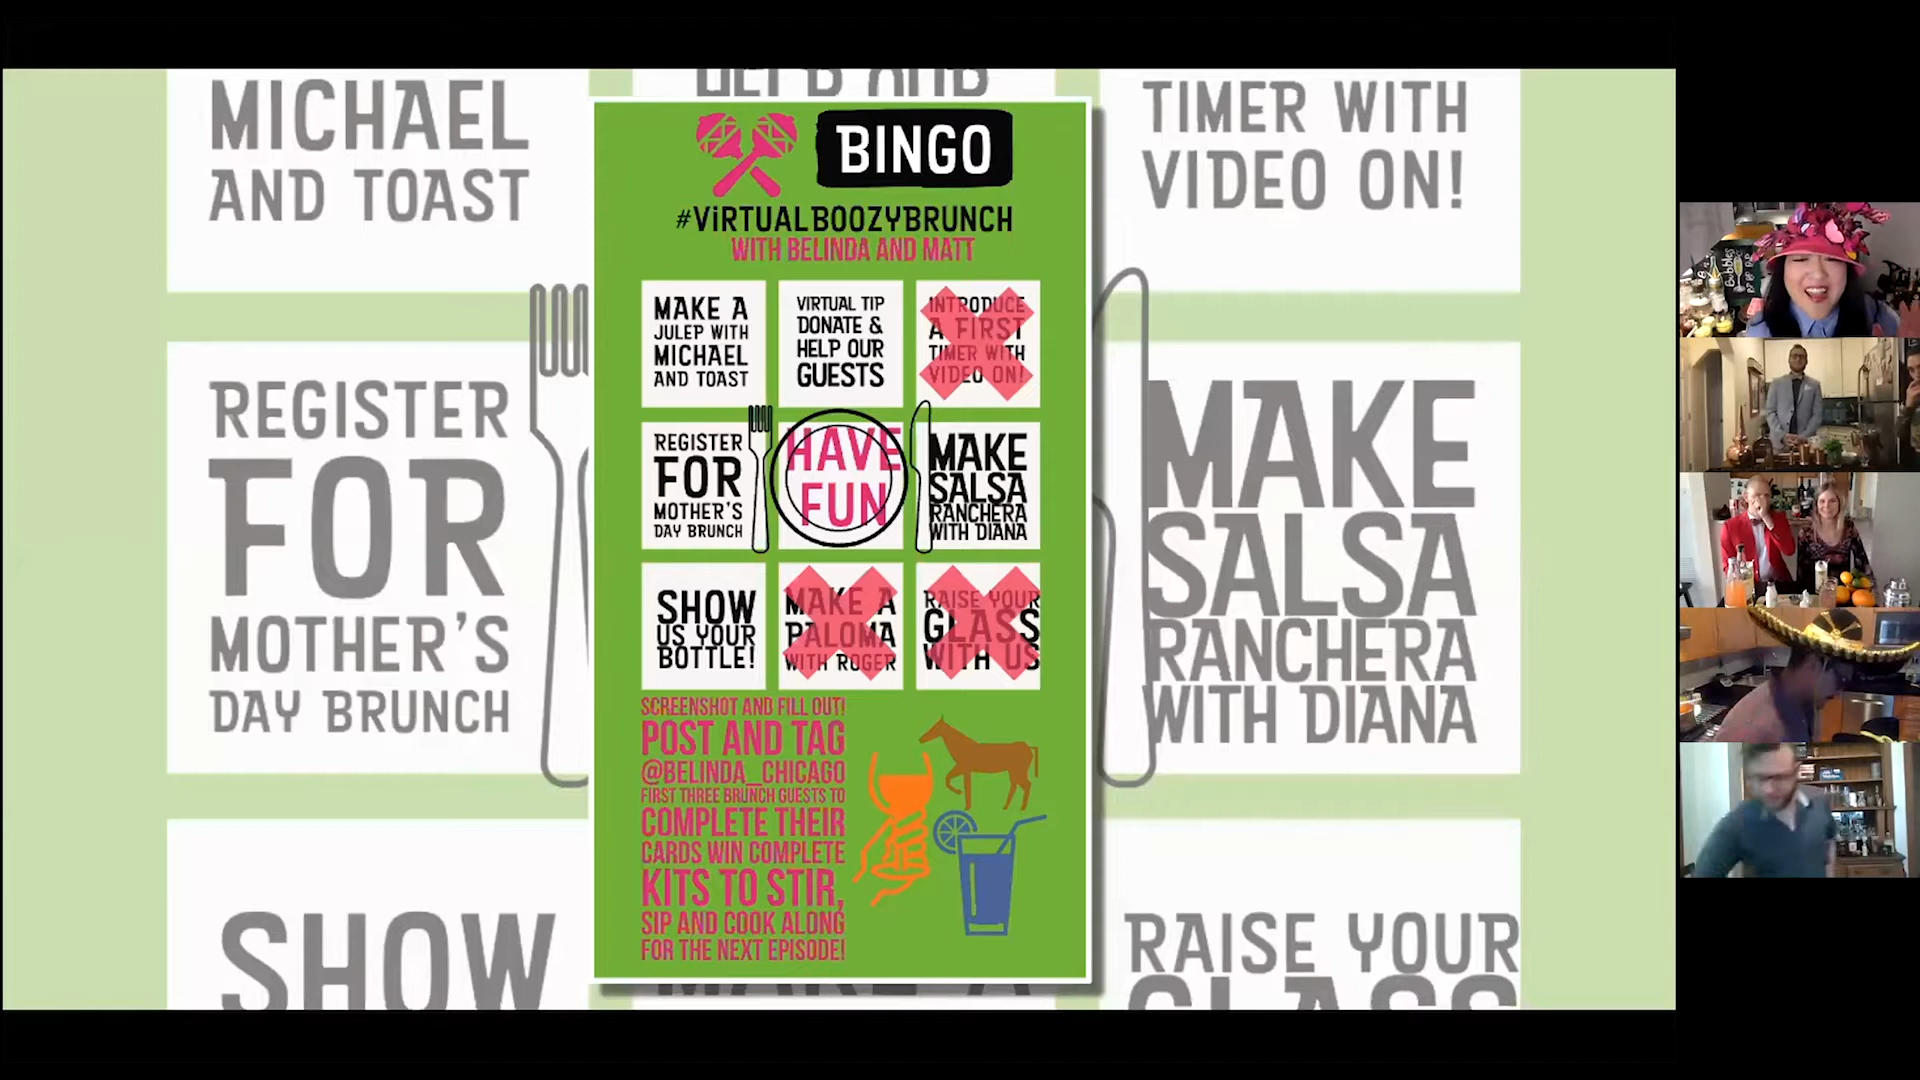 MICHAEL
AND TOAST
HELP OUR
TIMER WITH
VIDEO ON!
REGISTER
FOR
MOTHER'S
DAY BRUNCH
MAKE
SALSA
RANCHERA
WITH DIANA
SHOW
MAKE A
RAISE YOUR
GLASS
BINGO
#VIRTUALBOOZYBRUNCH
WITH BELINDA AND MATT
MAKE A
JULEP WITH
MICHAEL
AND TOAST
VIRTUAL TIP
DONATE &
HELP OUR
GUESTS
INTRODUCE
A FIRST
TIMER WITH
VIDEO ON!
REGISTER
FOR
MOTHER'S
DAY BRUNCH
HAVE
FUN
MAKE
SALSA
RANCHERA
WITH DIANA
SHOW
US YOUR
BOTTLE!
MAKE A
PALOMA
WITH ROGER
RAISE YOUR
GLASS
WITH US
SCREENSHOT AND FILL OUT!
POST AND TAG
@BELINDA_CHICAGO
FIRST THREE BRUNCH GUESTS TO
COMPLETE THEIR
CARDS WIN COMPLETE
KITS TO STIR,
SIP AND COOK ALONG
FOR THE NEXT EPISODE!
Bubbles